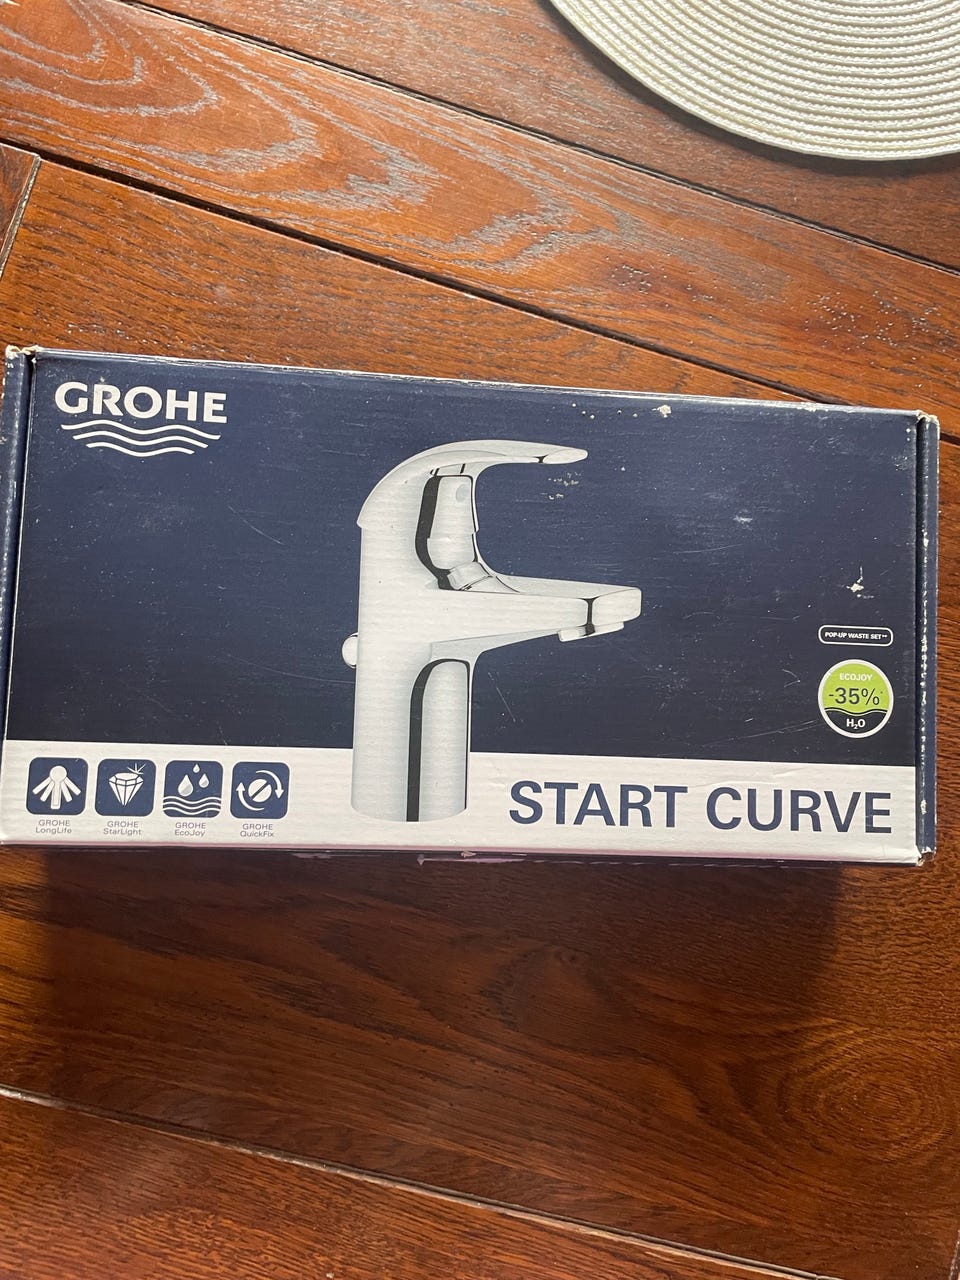 GROHE
POP-UP WASTE SET**
ECOJOY
-35%*
H₂O
GROHE
LongLife
GROHE
StarLight
GROHE
EcoJoy
GROHE
QuickFix
START CURVE